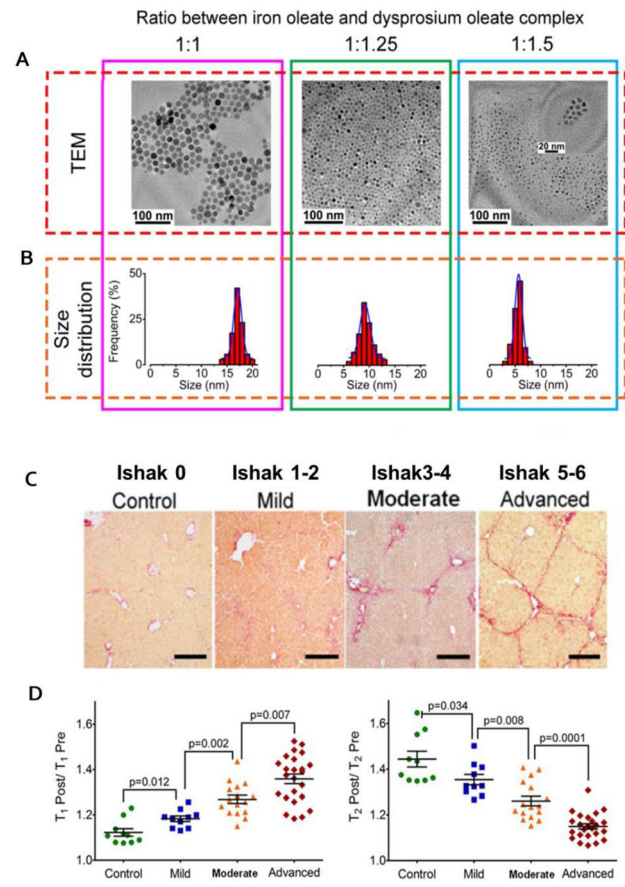 Ratio between iron oleate and dysprosium oleate complex
1:1 1:1.25 1:1.5
A
TEM
100 nm 100 nm 20 nm 100 nm
B
Size distribution
Frequency (%)
50
25
0
0 5 10 15 20 0 5 10 15 20 0 5 10 15 20
Size (nm) Size (nm) Size (nm)
C
Ishak 0 Ishak 1-2 Ishak3-4 Ishak 5-6
Control Mild Moderate Advanced
D
T1 Post/ T1 Pre
1.6
1.4
1.2
1.0
p=0.012
p=0.002
p=0.007
Control Mild Moderate Advanced
T2 Post/ T2 Pre
1.6
1.4
1.2
1.0
p=0.034
p=0.008
p=0.0001
Control Mild Moderate Advanced